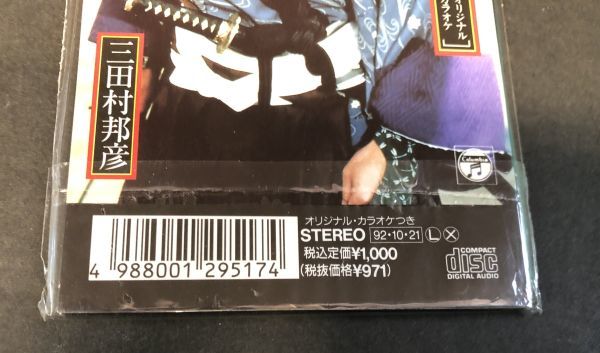 オリジナル
カラオケ
三田村邦彦
Columbia
オリジナル・カラオケつき
STEREO 92・10・21 Ⓛ Ⓧ
税込定価¥1,000
(税抜価格¥971)
4 988001 295174
COMPACT
disc
DIGITAL AUDIO